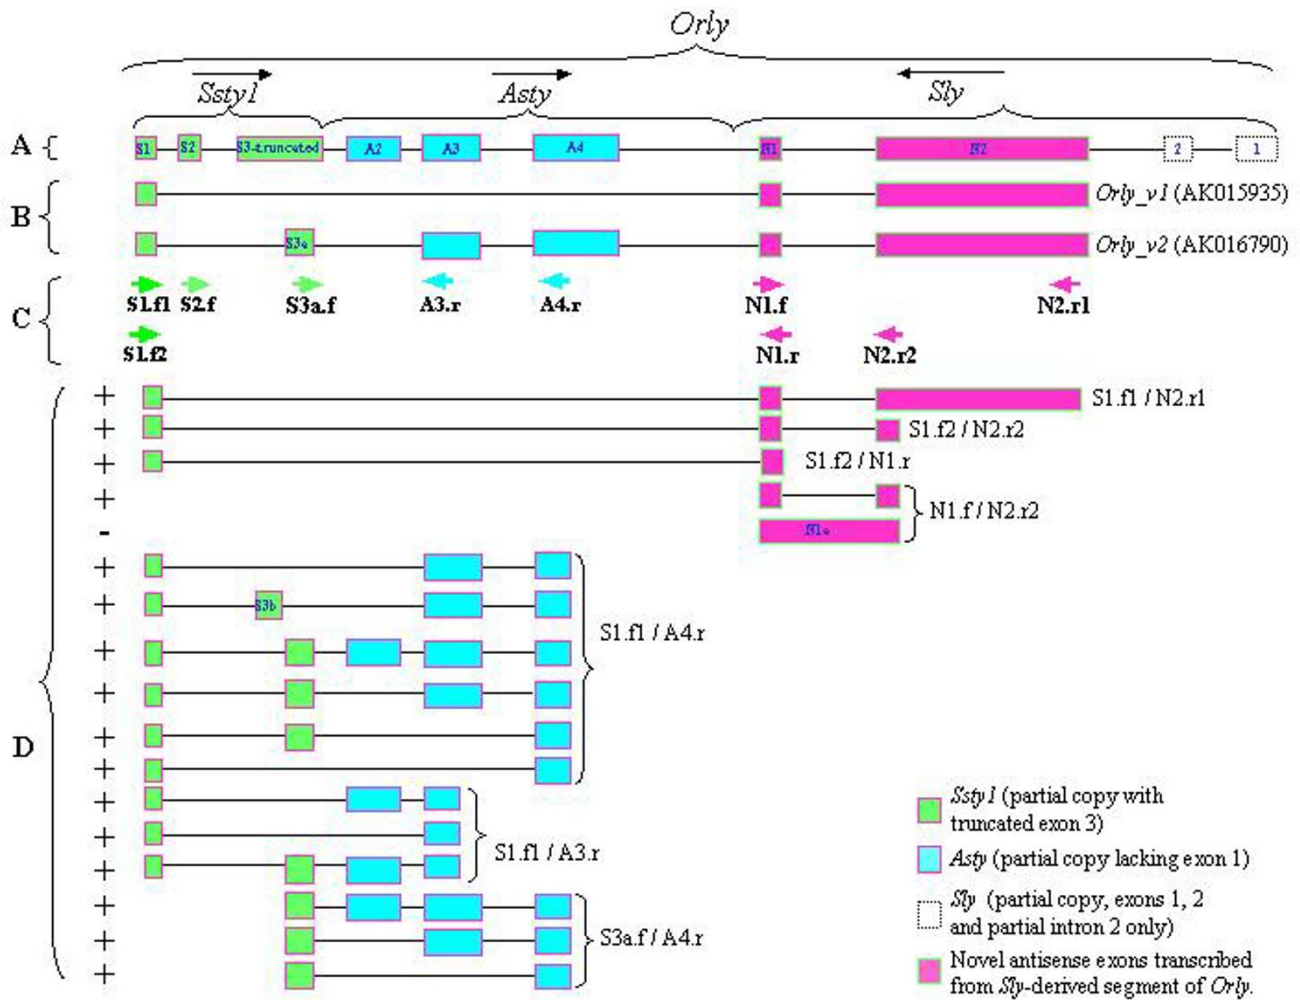 Orly
Ssty1 Asty Sly
A S1 S2 S3-truncated A2 A3 A4 N1 N2 2 1
B Orly_v1 (AK015935)
S3a Orly_v2 (AK016790)
C S1.f1 S2.f S3a.f A3.r A4.r N1.f N2.r1
S1.f2 N1.r N2.r2
D
+ S1.f1 / N2.r1
+ S1.f2 / N2.r2
+ S1.f2 / N1.r
+ N1.f / N2.r2
- N1a
+
+ S3b S1.f1 / A4.r
+
+
+
+
+
+ S1.f1 / A3.r
+
+
+ S3a.f / A4.r
+
Ssty1 (partial copy with
truncated exon 3)
Asty (partial copy lacking exon 1)
Sly (partial copy, exons 1, 2
and partial intron 2 only)
Novel antisense exons transcribed
from Sly-derived segment of Orly.